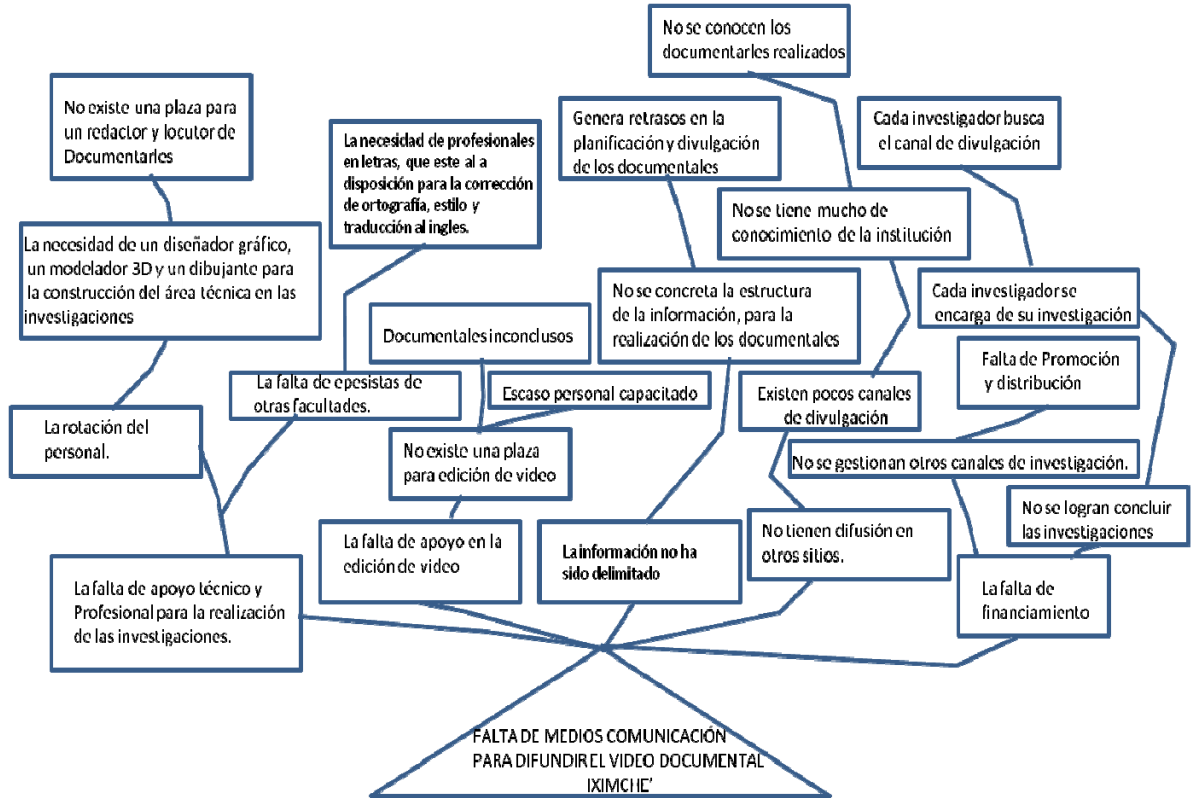 No se conocen los
documentarles realizados
No existe una plaza para
un redactor y locutor de
Documentarles
La necesidad de profesionales
en letras, que este al a
disposición para la corrección
de ortografía, estilo y
traducción al ingles.
Genera retrasos en la
planificación y divulgación
de los documentales
Cada investigador busca
el canal de divulgación
No se tiene mucho de
conocimiento de la institución
La necesidad de un diseñador gráfico,
un modelador 3D y un dibujante para
la construcción del área técnica en las
investigaciones
No se concreta la estructura
de la información, para la
realización de los documentales
Cada investigador se
encarga de su investigación
Documentales inconclusos
Falta de Promoción
y distribución
La falta de epesistas de
otras facultades.
Escaso personal capacitado
Existen pocos canales
de divulgación
La rotación del
personal.
No existe una plaza
para edición de video
No se gestionan otros canales de investigación.
No se logran concluir
las investigaciones
La falta de apoyo en la
edición de video
La información no ha
sido delimitado
No tienen difusión en
otros sitios.
La falta de apoyo técnico y
Profesional para la realización
de las investigaciones.
La falta de
financiamiento
FALTA DE MEDIOS COMUNICACIÓN
PARA DIFUNDIR EL VIDEO DOCUMENTAL
IXIMCHE’